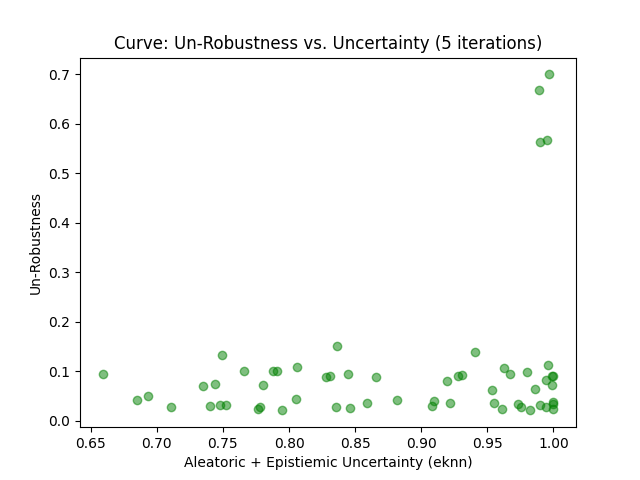 Curve: Un-Robustness vs. Uncertainty (5 iterations)
Un-Robustness
0.7
0.6
0.5
0.4
0.3
0.2
0.1
0.0
0.65 0.70 0.75 0.80 0.85 0.90 0.95 1.00
Aleatoric + Epistiemic Uncertainty (eknn)